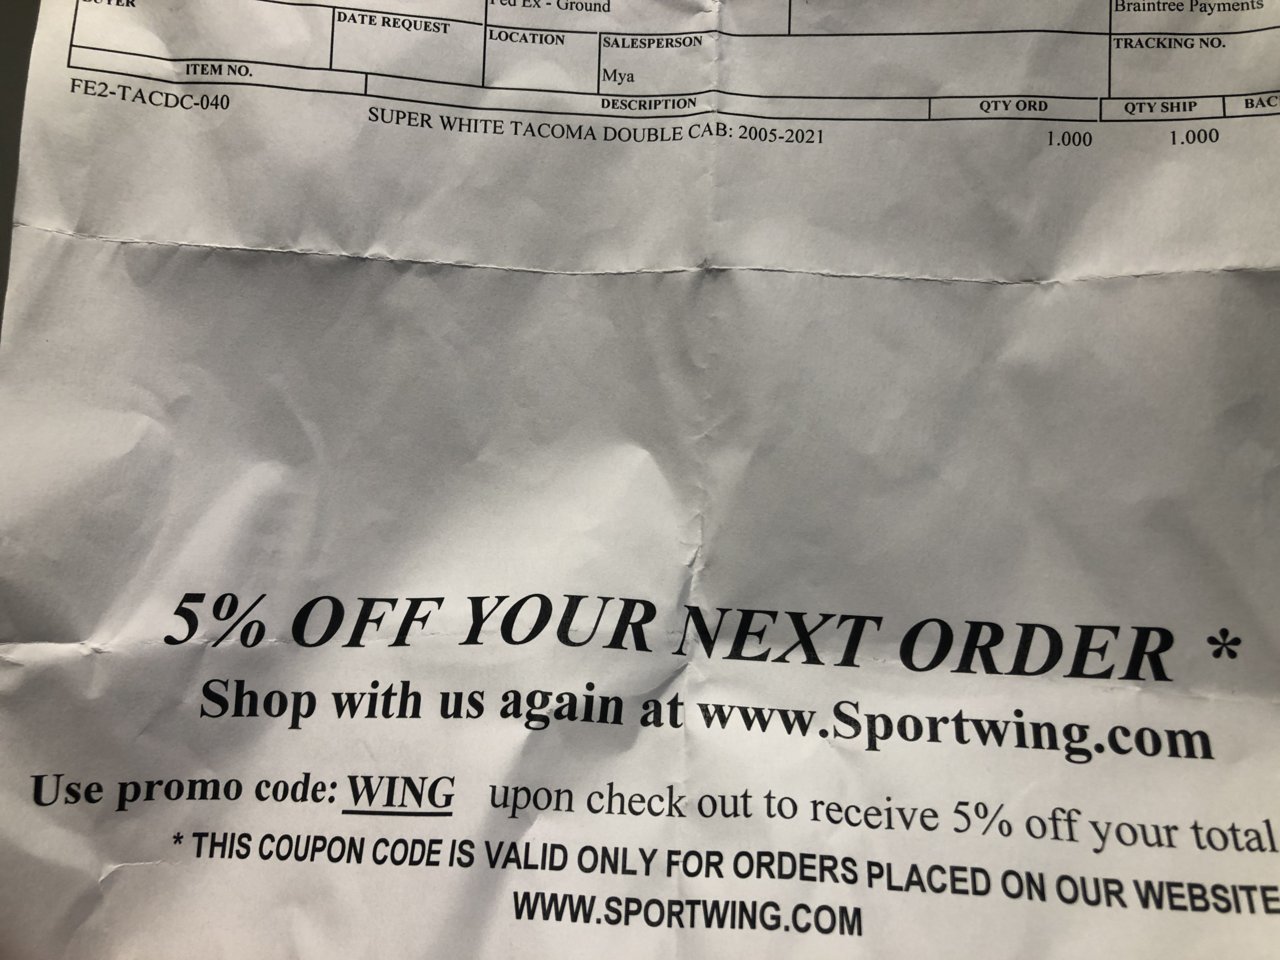 Ground
Braintree Payments
DATE REQUEST
LOCATION
SALESPERSON
TRACKING NO.
Mya
ITEM NO.
DESCRIPTION
QTY ORD
QTY SHIP
BAC
FE2-TACDC-040
SUPER WHITE TACOMA DOUBLE CAB: 2005-2021
1.000
1.000
5% OFF YOUR NEXT ORDER *
Shop with us again at www.Sportwing.com
Use promo code: WING upon check out to receive 5% off your total
* THIS COUPON CODE IS VALID ONLY FOR ORDERS PLACED ON OUR WEBSITE
WWW.SPORTWING.COM